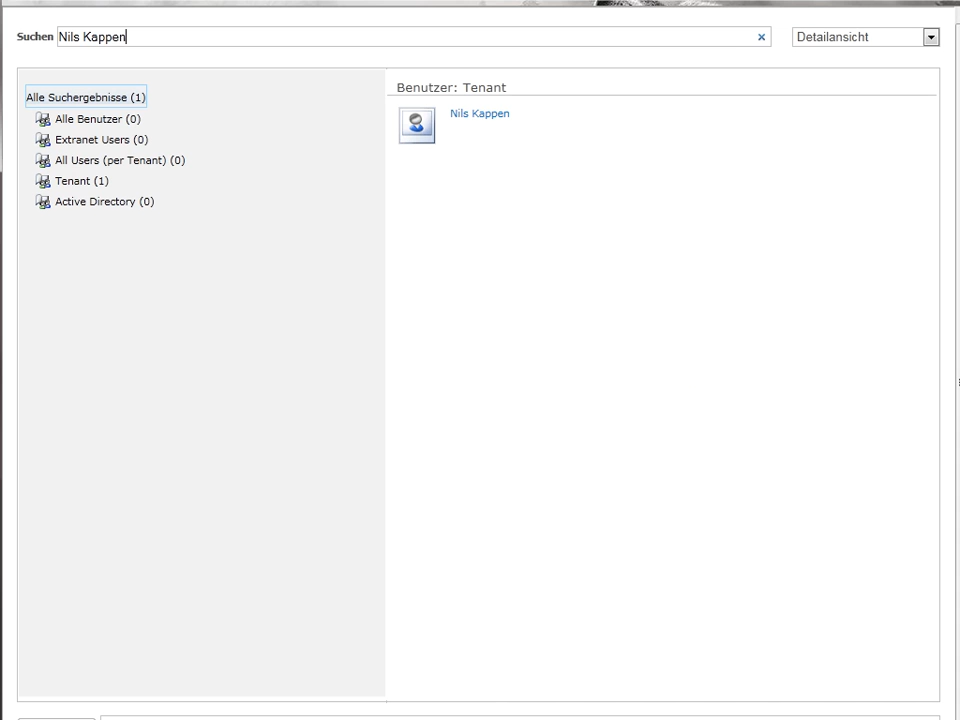 Suchen Nils Kappen × Detailansicht
Alle Suchergebnisse (1)
Alle Benutzer (0)
Extranet Users (0)
All Users (per Tenant) (0)
Tenant (1)
Active Directory (0)
Benutzer: Tenant
Nils Kappen